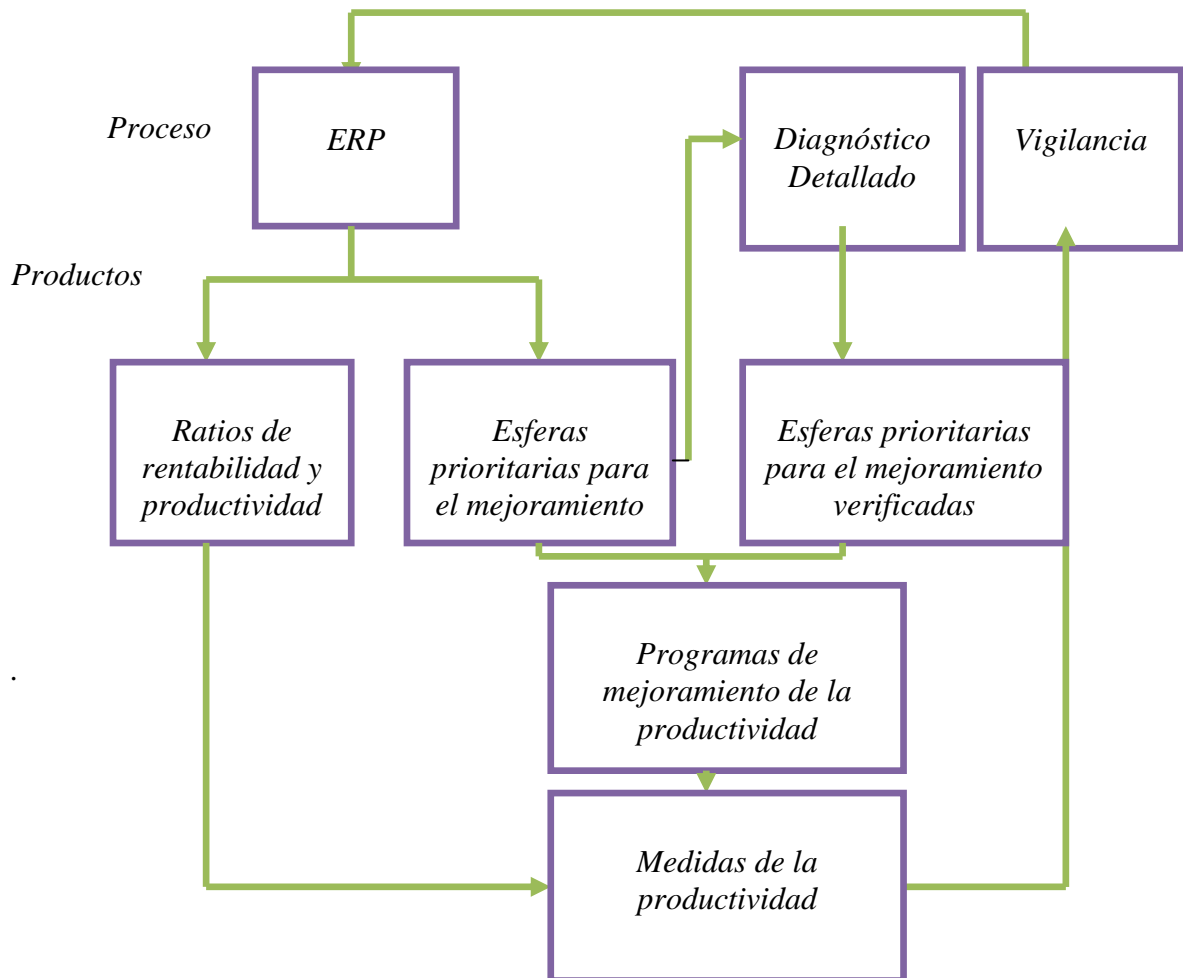 Proceso
ERP
Diagnóstico
Detallado
Vigilancia
Productos
Ratios de
rentabilidad y
productividad
Esferas
prioritarias para
el mejoramiento
Esferas prioritarias
para el mejoramiento
verificadas
Programas de
mejoramiento de la
productividad
.
Medidas de la
productividad